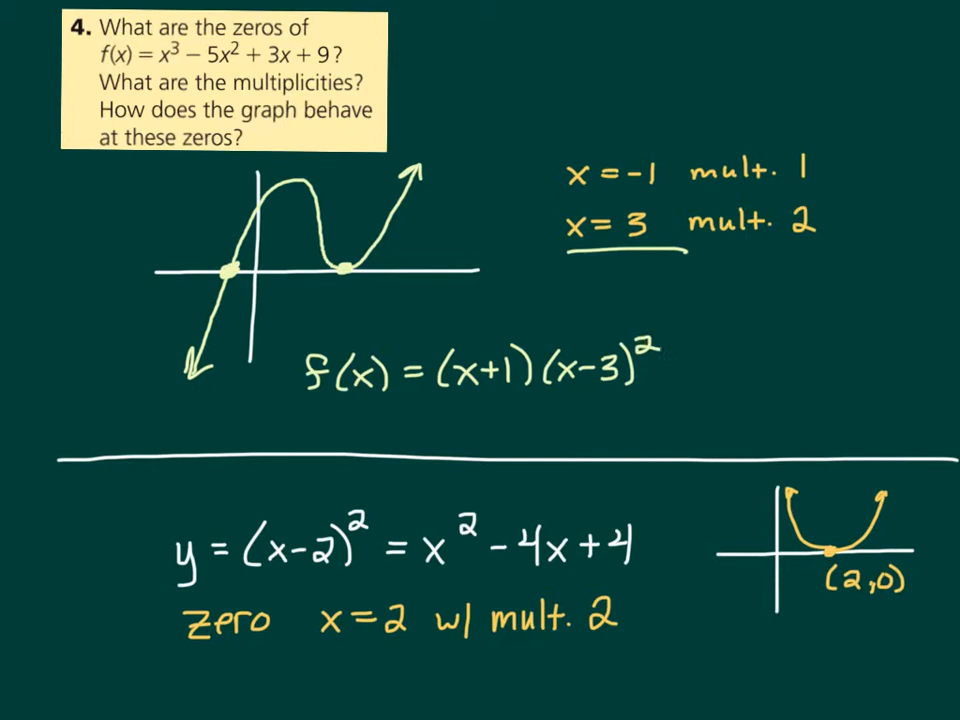 4. What are the zeros of
f(x) = x³ – 5x² + 3x + 9?
What are the multiplicities?
How does the graph behave
at these zeros?
x = -1 mult. 1
x = 3 mult. 2
f(x) = (x+1)(x-3)²
y = (x-2)² = x² - 4x + 4
(2,0)
zero x = 2 w/ mult. 2